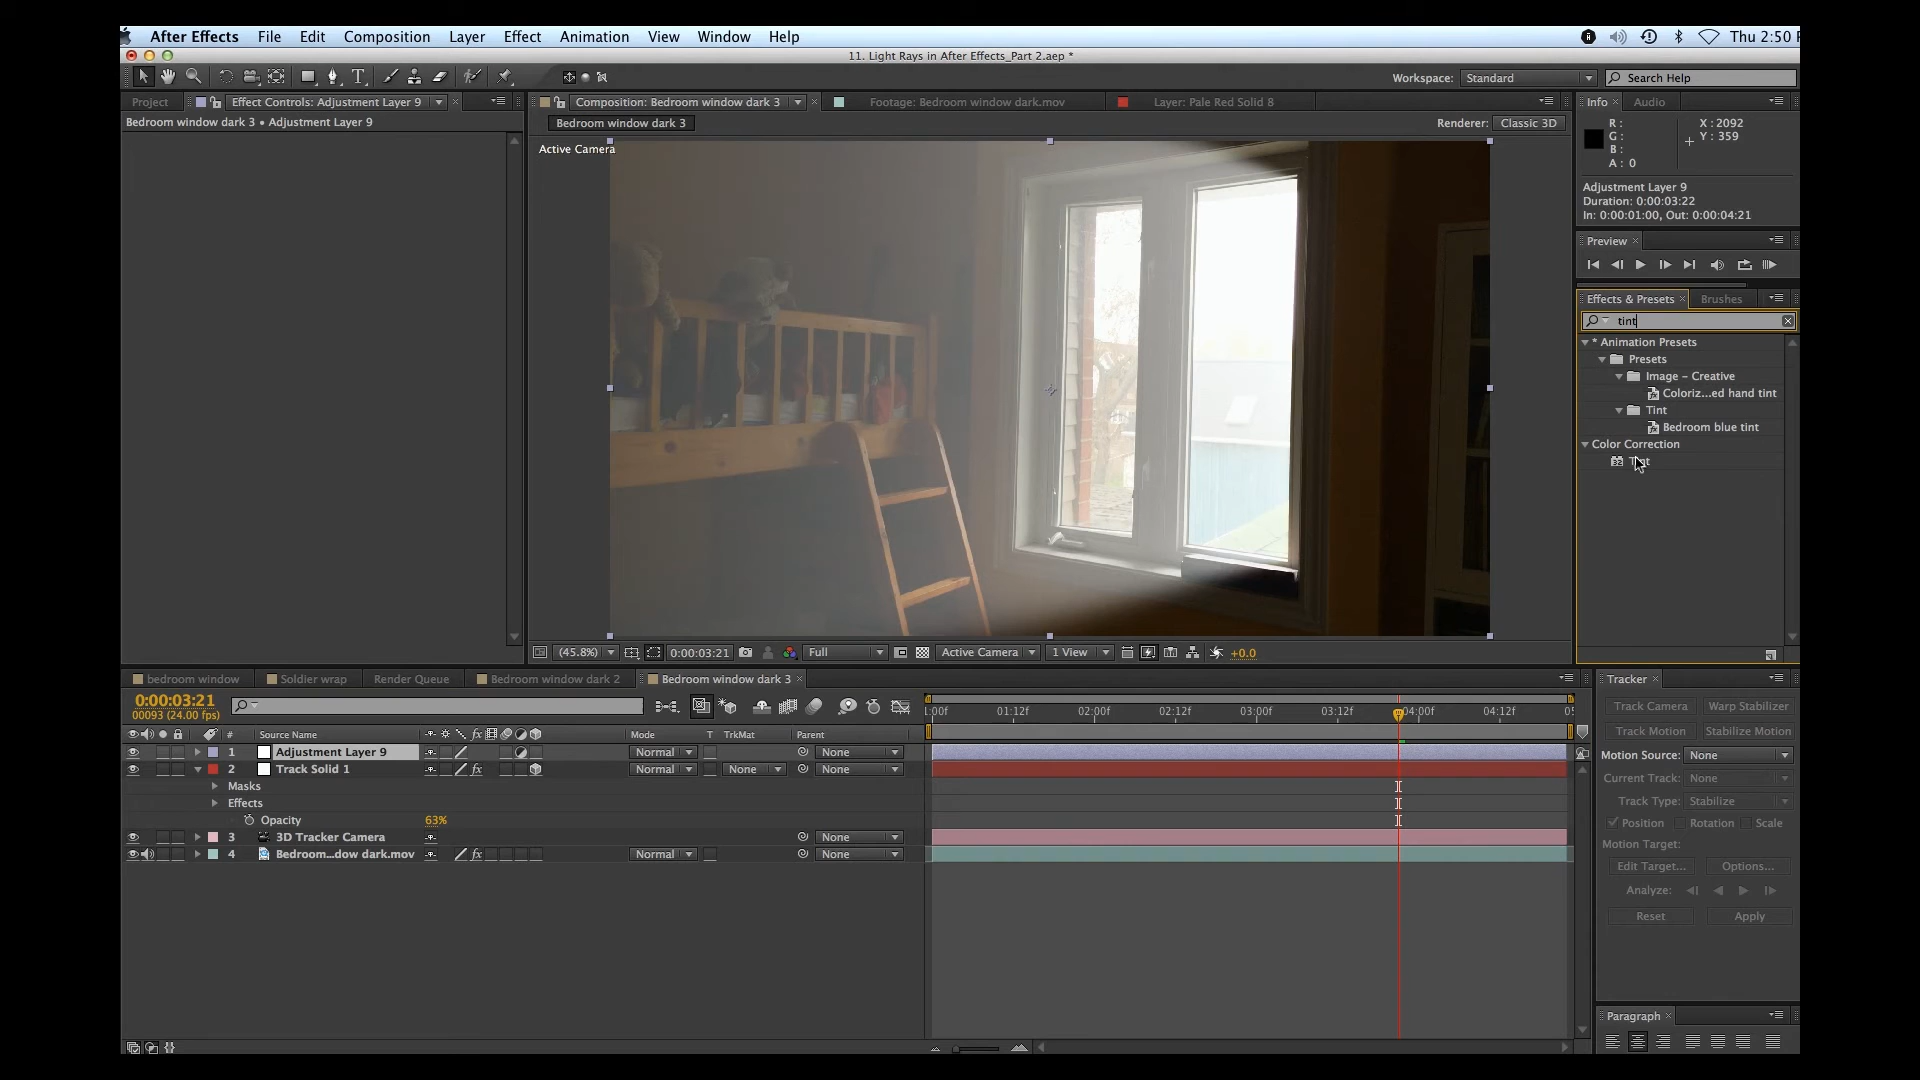 After Effects File Edit Composition Layer Effect Animation View Window Help Thu 2:50
11. Light Rays in After Effects_Part 2.aep *
Workspace: Standard Search Help
Project Effect Controls: Adjustment Layer 9 Composition: Bedroom window dark 3 Footage: Bedroom window dark.mov Layer: Pale Red Solid 8 Info Audio
Bedroom window dark 3 • Adjustment Layer 9 Bedroom window dark 3 Renderer: Classic 3D
Active Camera
R : X : 2092
G : Y : 359
B :
A : 0
Adjustment Layer 9
Duration: 0:00:03:22
In: 0:00:01:00, Out: 0:00:04:21
Preview
Effects & Presets Brushes
tint
* Animation Presets
Presets
Image – Creative
Coloriz...ed hand tint
Tint
Bedroom blue tint
Color Correction
Tint
(45.8%) 0:00:03:21 Full Active Camera 1 View +0.0
bedroom window Soldier wrap Render Queue Bedroom window dark 2 Bedroom window dark 3 Tracker
0:00:03:21
00093 (24.00 fps)
:00f 01:12f 02:00f 02:12f 03:00f 03:12f 04:00f 04:12f 05
# Source Name fx Mode T TrkMat Parent
1 Adjustment Layer 9 Normal None
2 Track Solid 1 fx Normal None None
Masks
Effects
Opacity 63%
3 3D Tracker Camera None
4 Bedroom...dow dark.mov fx Normal None
Track Camera Warp Stabilizer
Track Motion Stabilize Motion
Motion Source: None
Current Track: None
Track Type: Stabilize
Position Rotation Scale
Motion Target:
Edit Target... Options...
Analyze:
Reset Apply
Paragraph